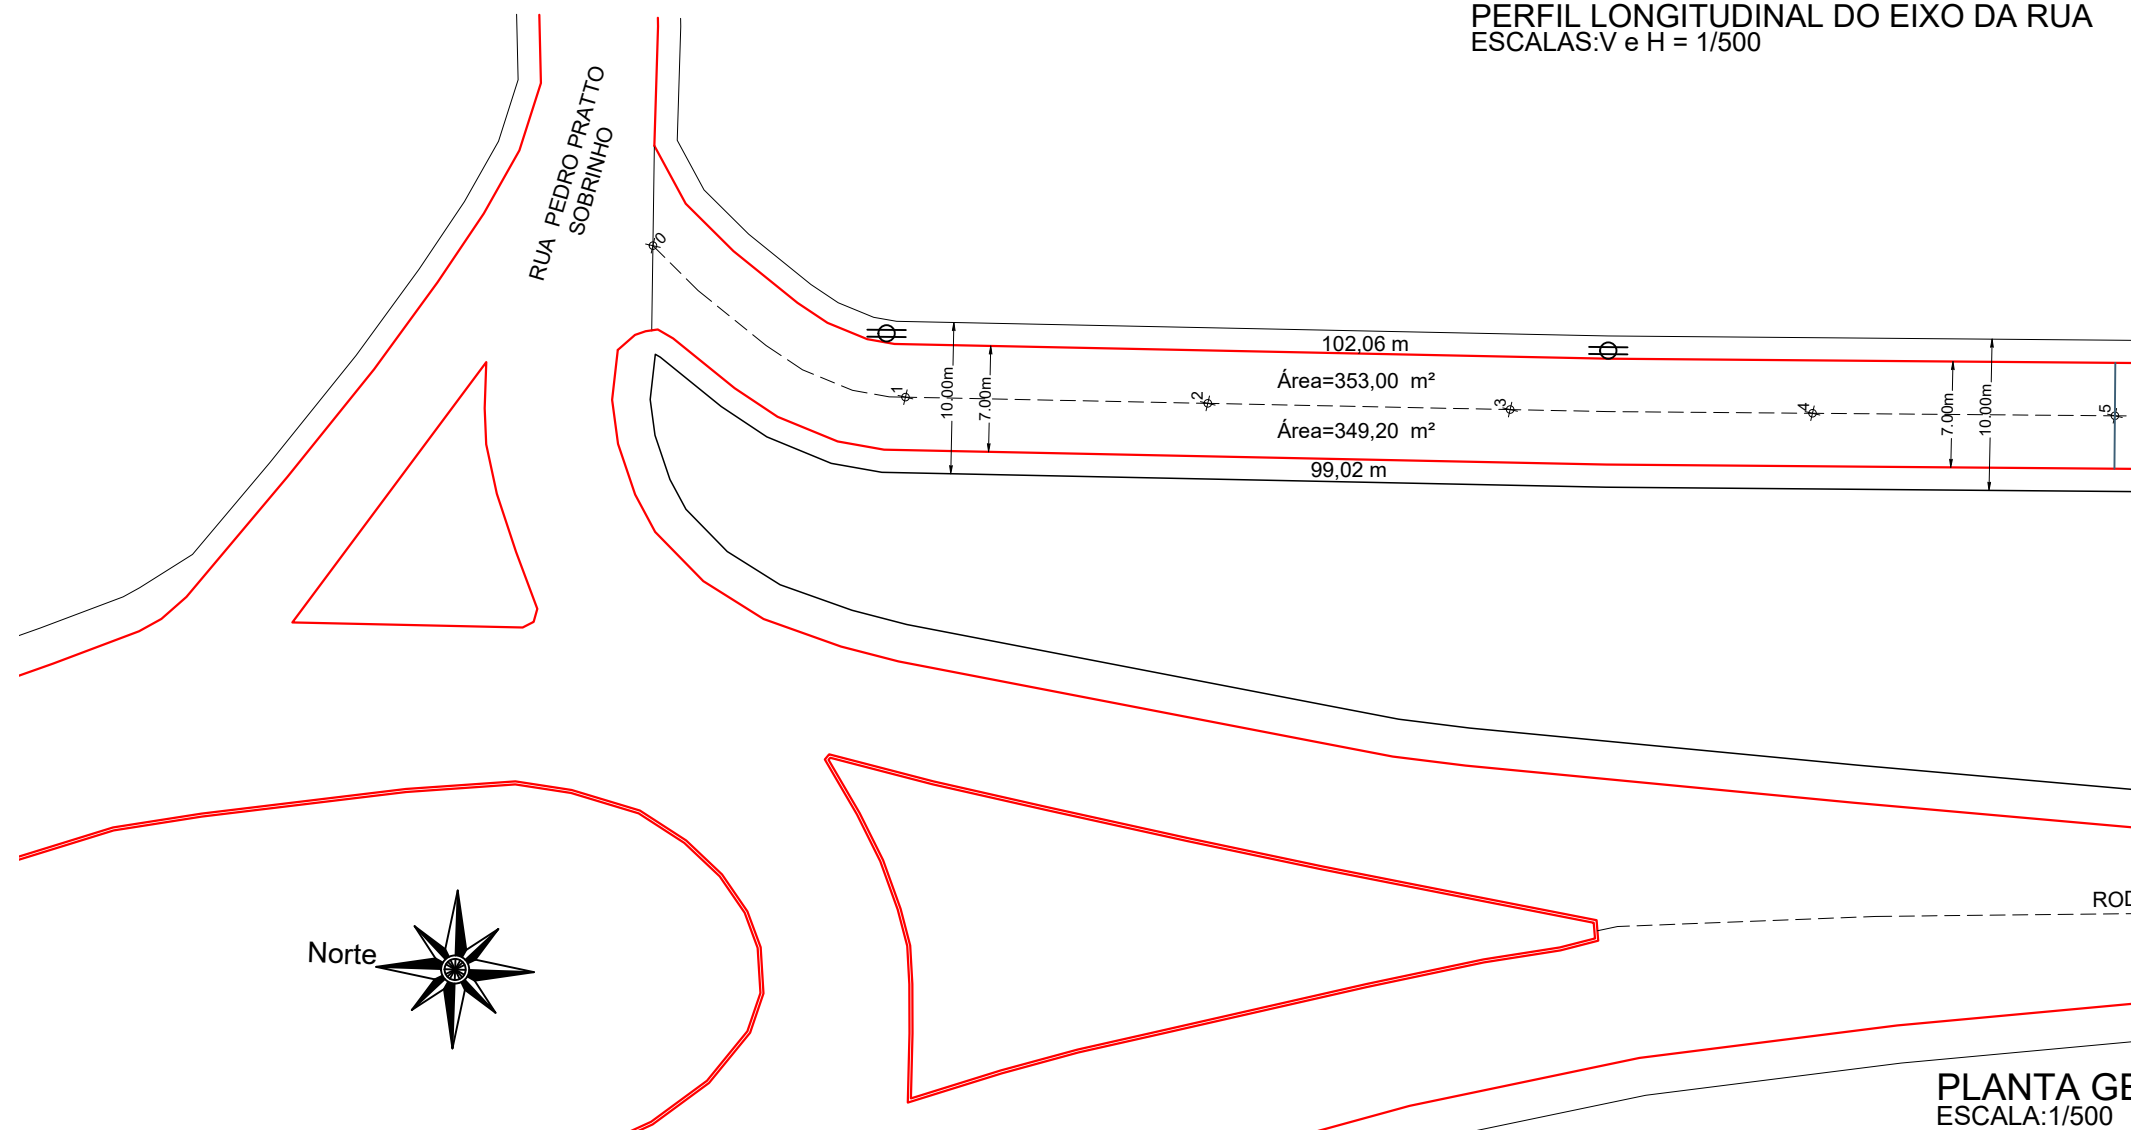 PERFIL LONGITUDINAL DO EIXO DA RUA
ESCALAS:V e H = 1/500
RUA PEDRO PRATTO
SOBRINHO
0
1
2
3
4
5
102,06 m
Área=353,00 m²
Área=349,20 m²
99,02 m
10.00m
7.00m
7.00m
10.00m
Norte
ROD
PLANTA GE
ESCALA:1/500